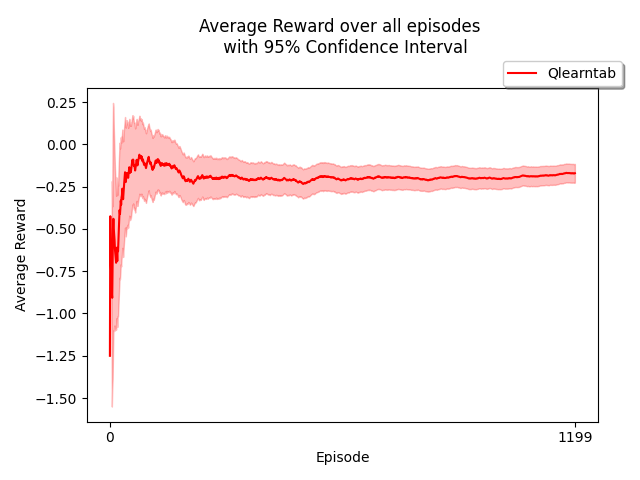 Average Reward over all episodes
with 95% Confidence Interval
Qlearntab
0.25
0.00
−0.25
−0.50
−0.75
−1.00
−1.25
−1.50
Average Reward
0 1199
Episode